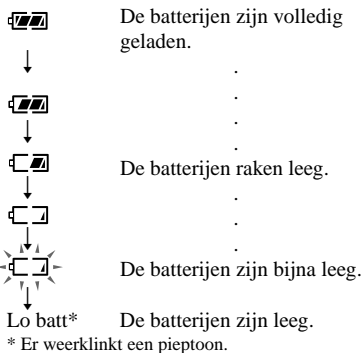 De batterijen zijn volledig
geladen.
.
.
.
.
De batterijen raken leeg.
.
.
.
De batterijen zijn bijna leeg.
Lo batt* De batterijen zijn leeg.
* Er weerklinkt een pieptoon.